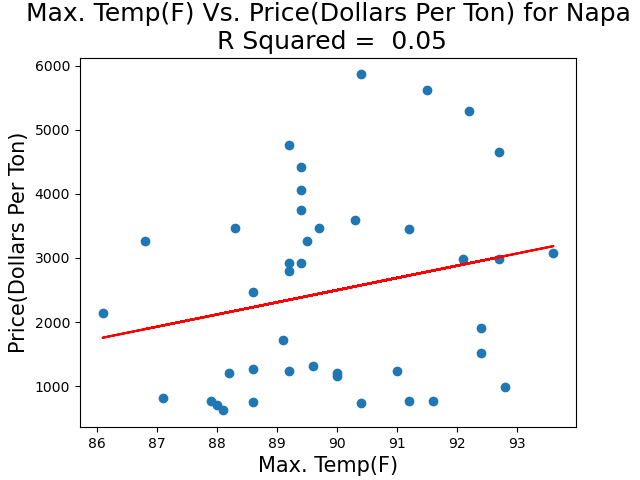 Max. Temp(F) Vs. Price(Dollars Per Ton) for Napa
R Squared =  0.05
Price(Dollars Per Ton)
6000
5000
4000
3000
2000
1000
86 87 88 89 90 91 92 93
Max. Temp(F)